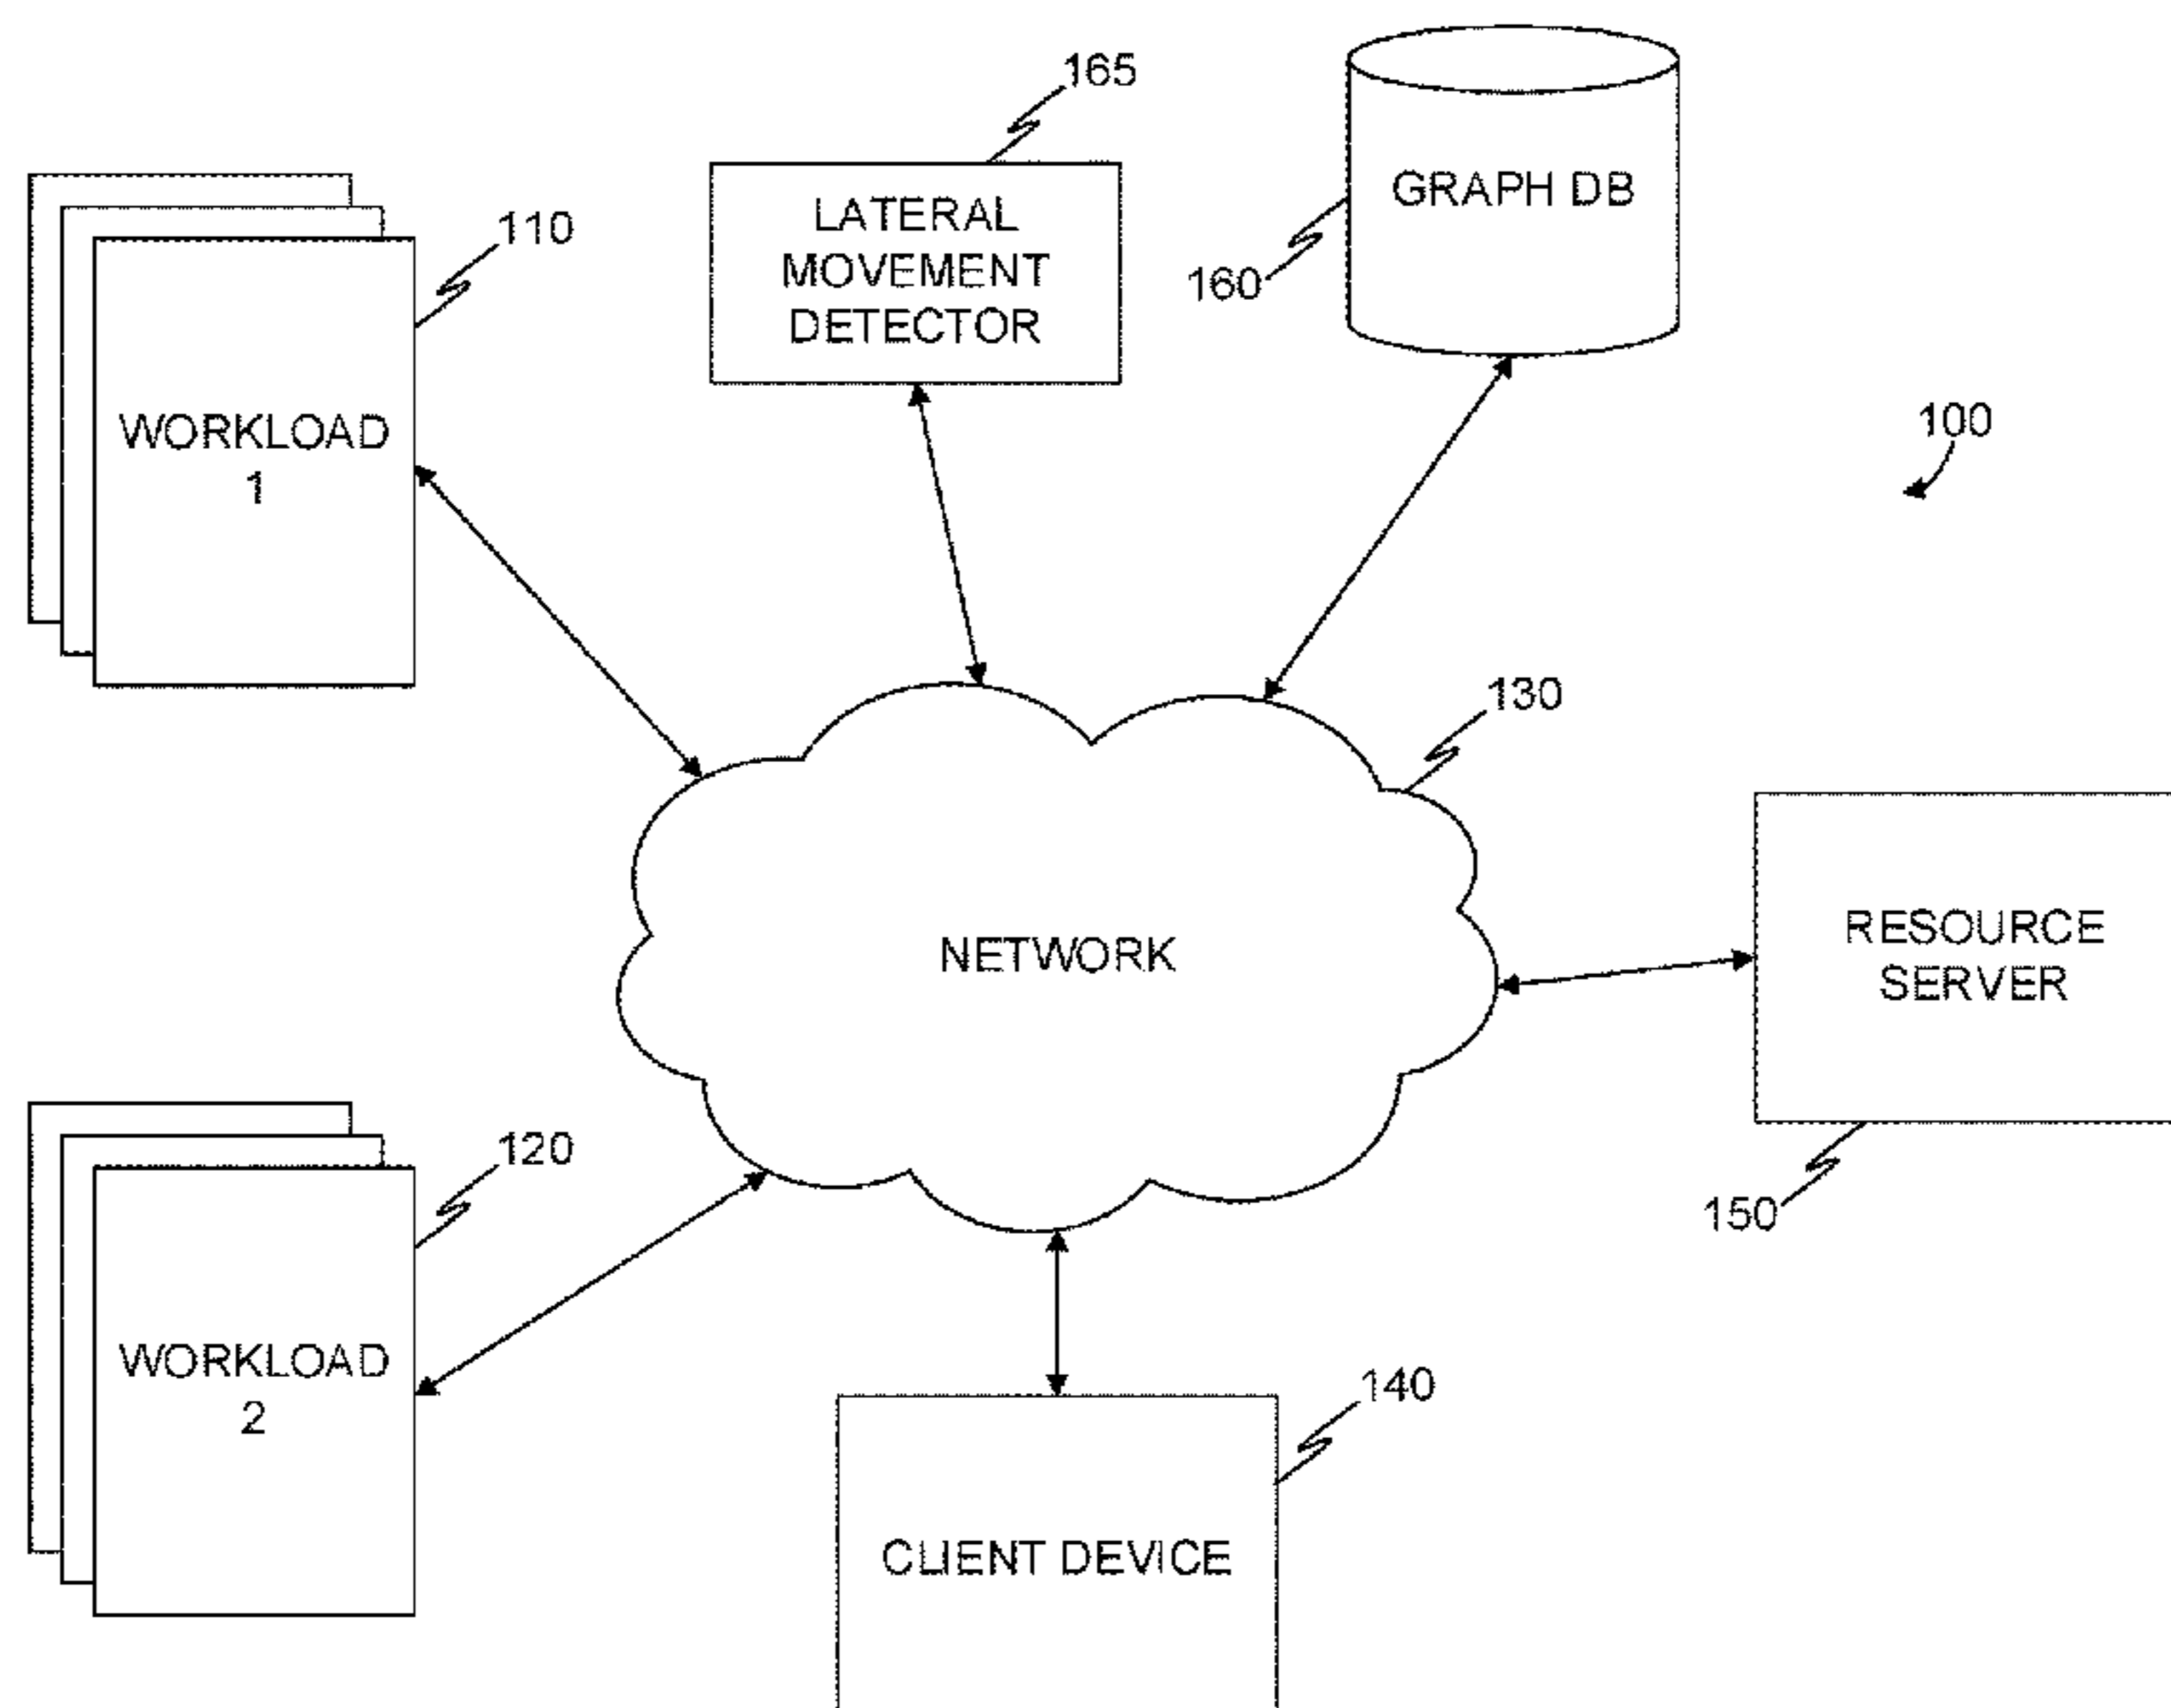 165
GRAPH DB
LATERAL
MOVEMENT
DETECTOR
160
110
WORKLOAD
1
100
130
NETWORK
RESOURCE
SERVER
150
120
WORKLOAD
2
140
CLIENT DEVICE